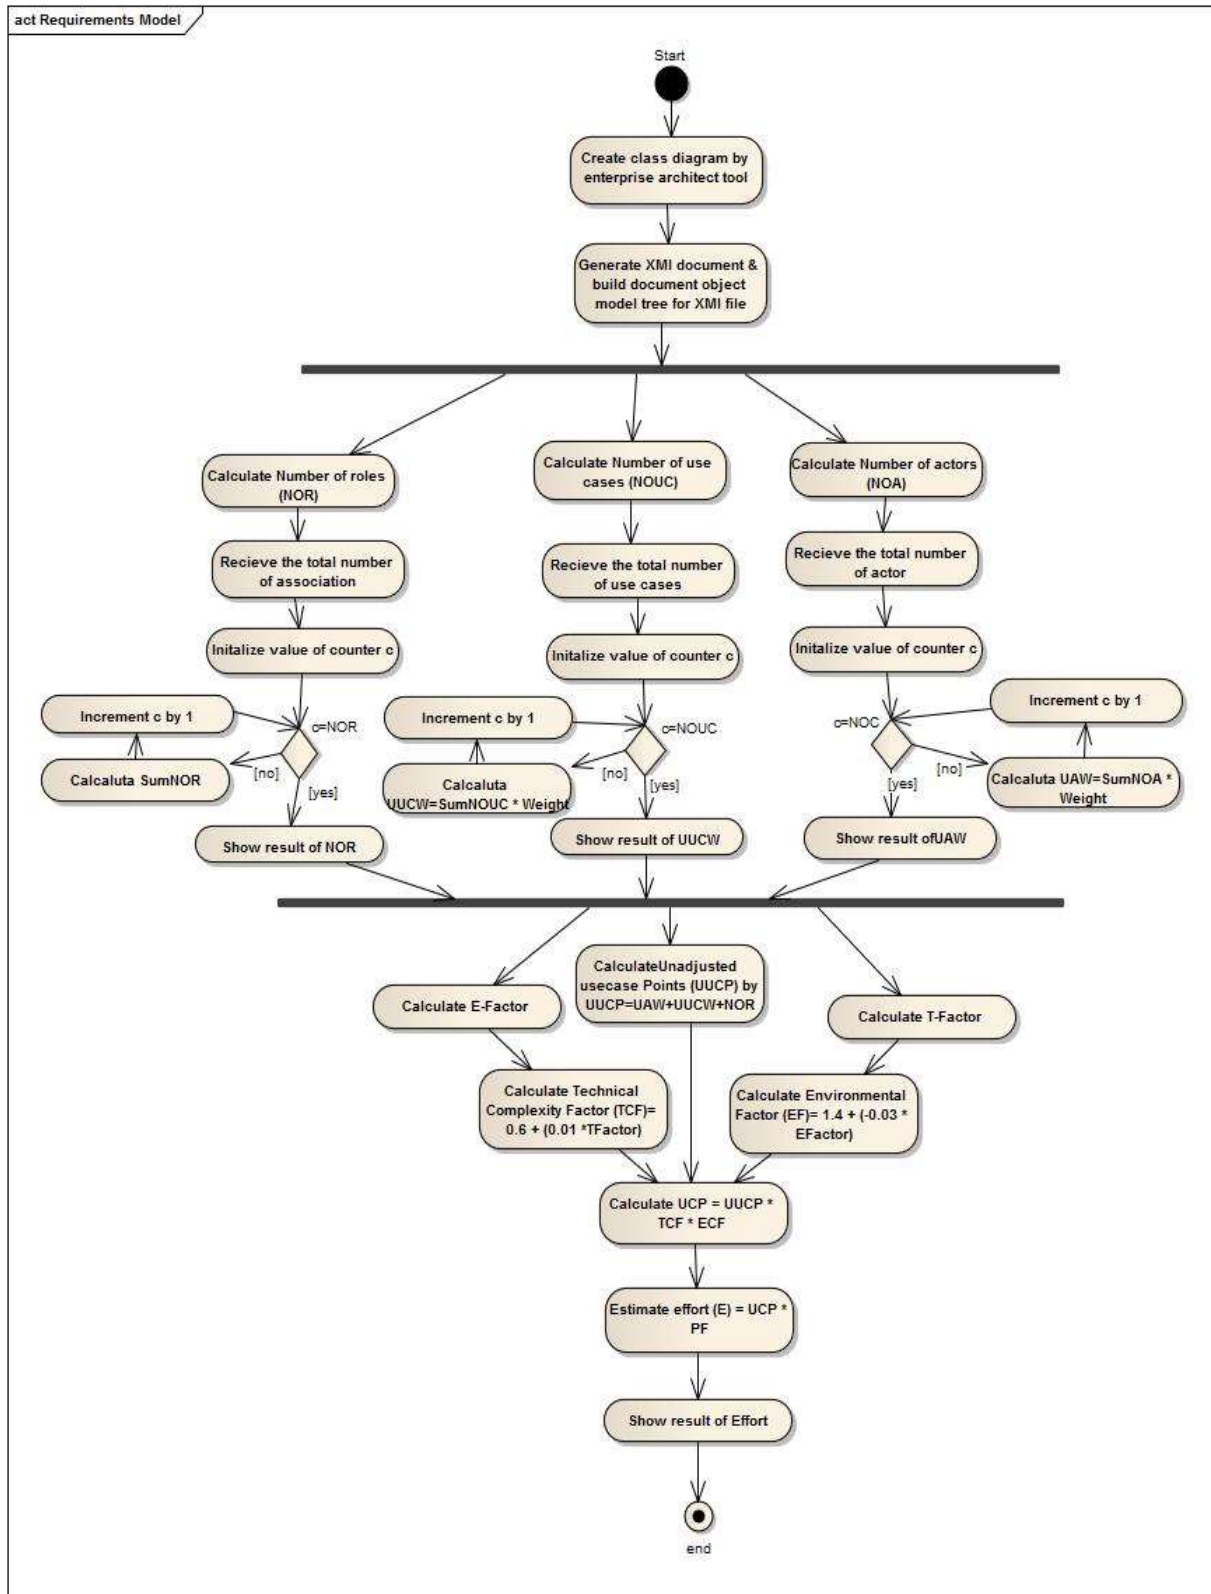 act Requirements Model
Start
Create class diagram by
enterprise architect tool
Generate XMI document &
build document object
model tree for XMI file
Calculate Number of roles
(NOR)
Calculate Number of use
cases (NOUC)
Calculate Number of actors
(NOA)
Recieve the total number
of association
Recieve the total number
of use cases
Recieve the total number
of actor
Initalize value of counter c
Initalize value of counter c
Initalize value of counter c
Increment c by 1
c=NOR
[no]
Calcaluta SumNOR
[yes]
Show result of NOR
Increment c by 1
c=NOUC
[no]
Calcaluta
UUCW=SumNOUC * Weight
[yes]
Show result of UUCW
Increment c by 1
c=NOC
[no]
Calcaluta UAW=SumNOA *
Weight
[yes]
Show result ofUAW
Calculate E-Factor
CalculateUnadjusted
usecase Points (UUCP) by
UUCP=UAW+UUCW+NOR
Calculate T-Factor
Calculate Technical
Complexity Factor (TCF)=
0.6 + (0.01 *TFactor)
Calculate Environmental
Factor (EF)= 1.4 + (-0.03 *
EFactor)
Calculate UCP = UUCP *
TCF * ECF
Estimate effort (E) = UCP *
PF
Show result of Effort
end